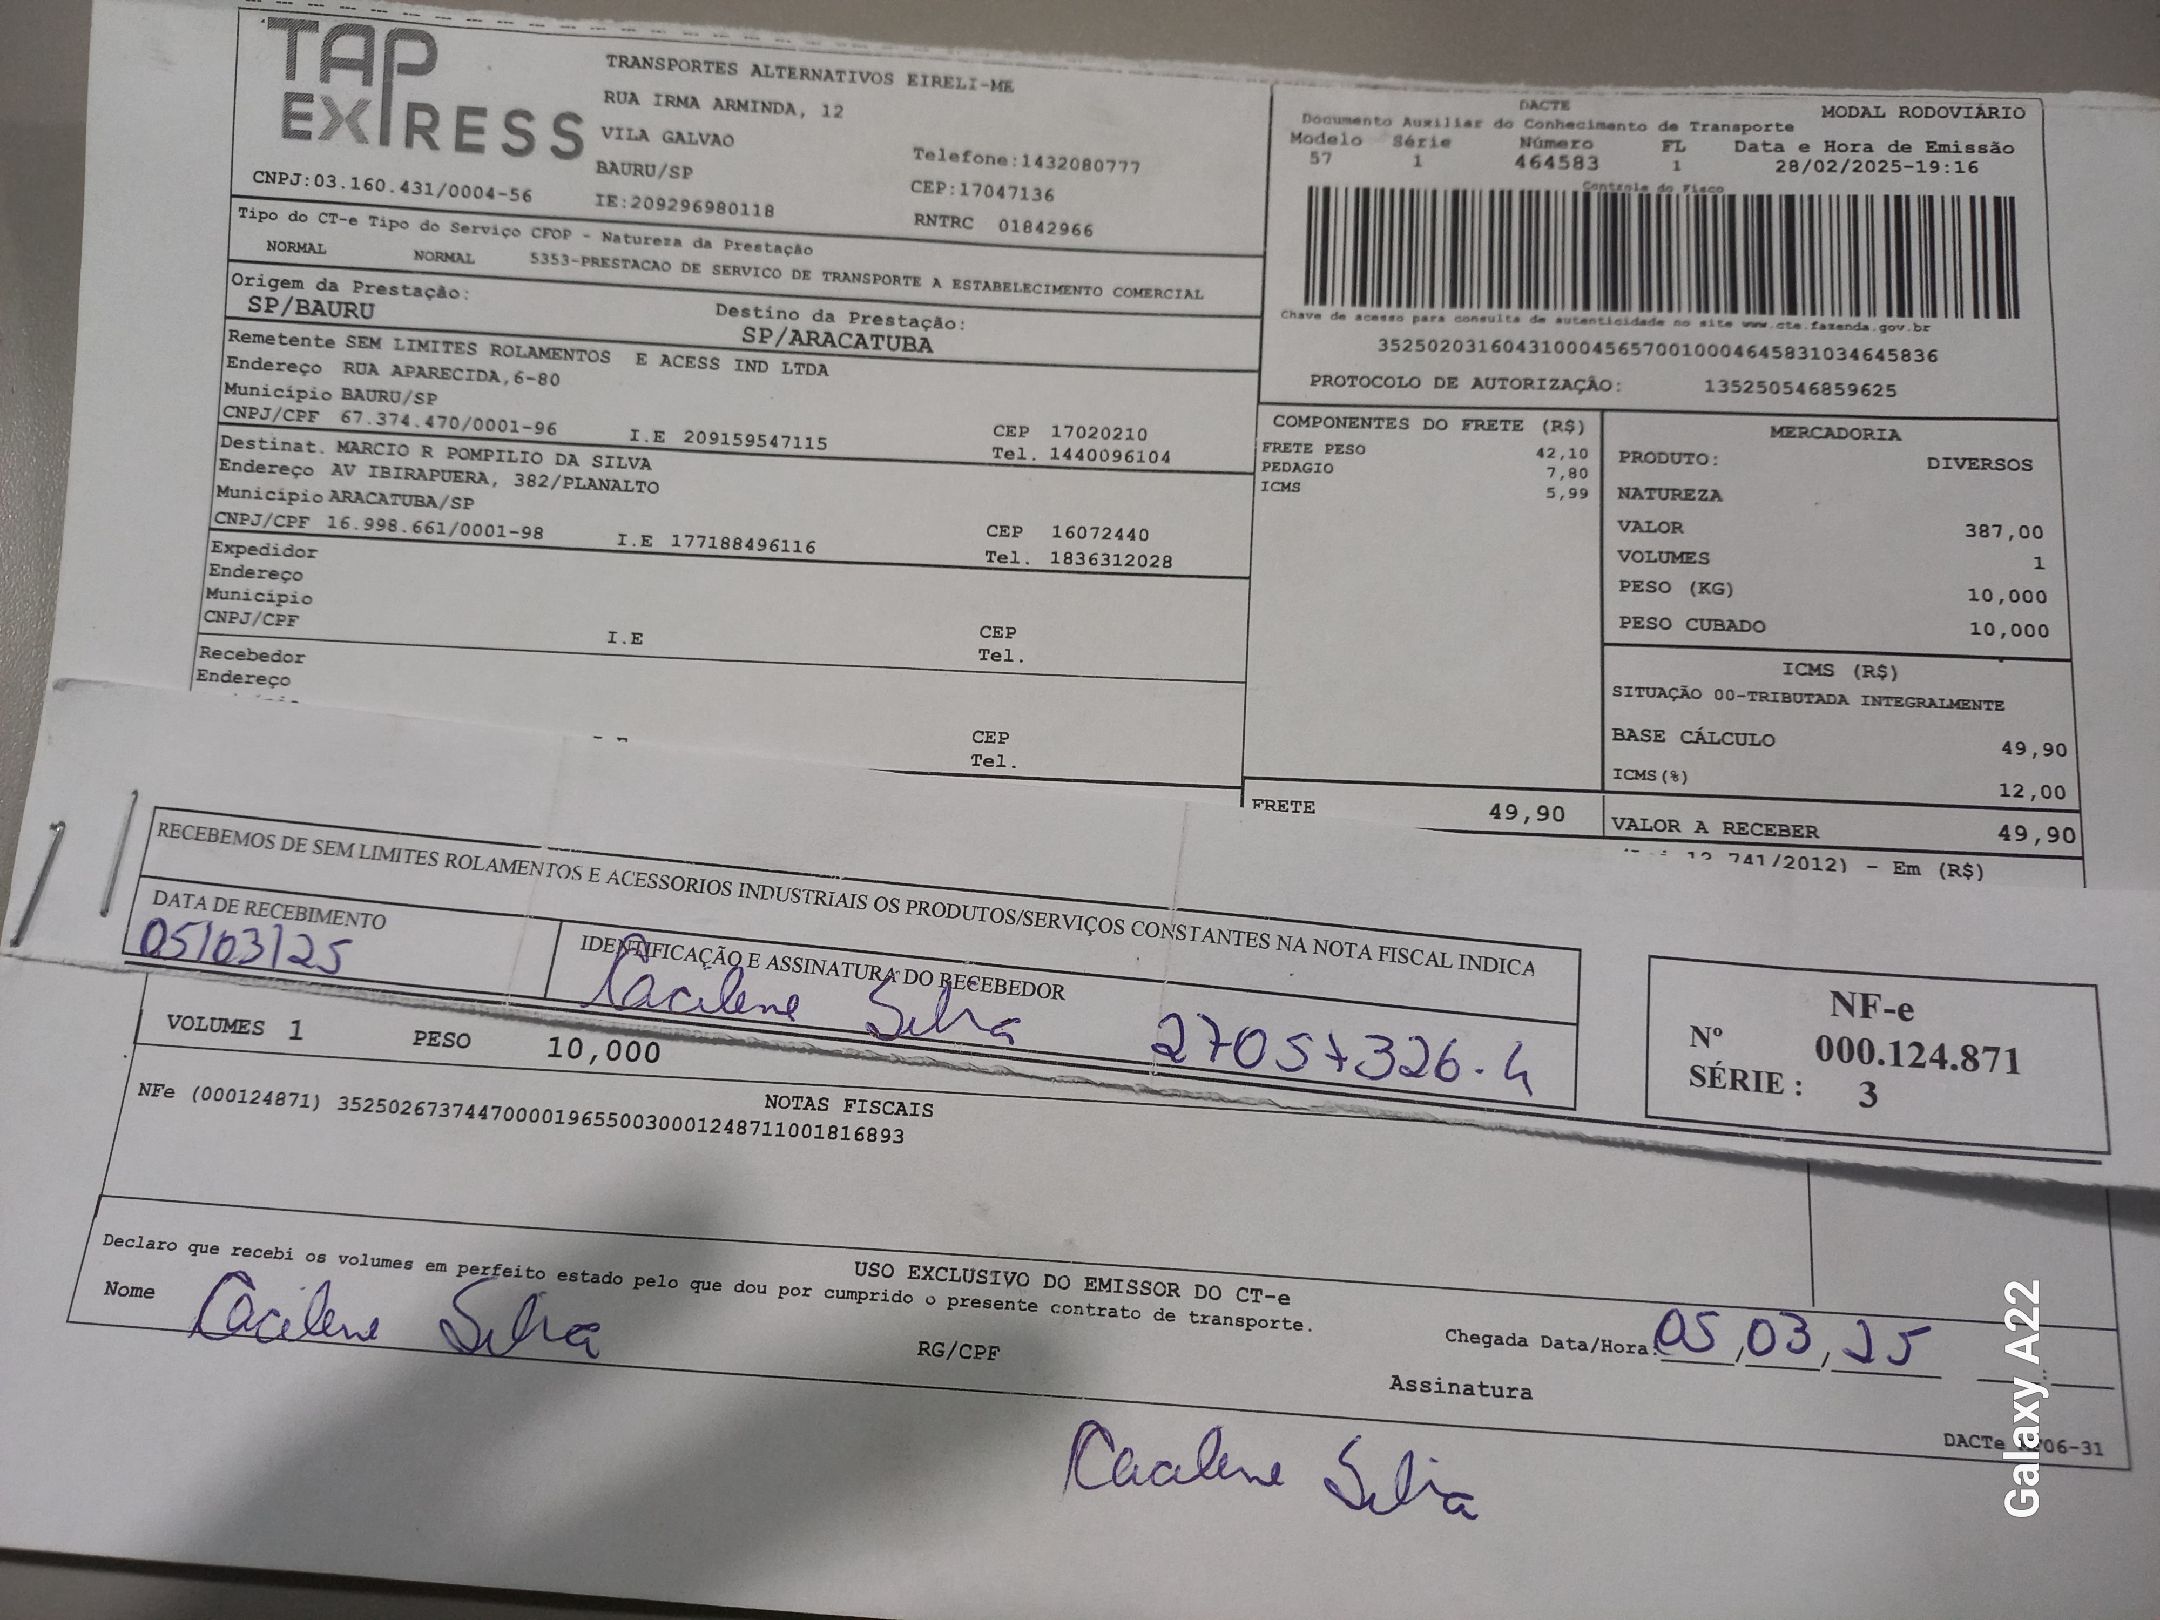 TAP
EXPRESS
CNPJ:03.160.431/0004-56
TRANSPORTES ALTERNATIVOS EIRELI-ME
RUA IRMA ARMINDA, 12
VILA GALVAO
BAURU/SP
IE:209296980118
Telefone:1432080777
CEP:17047136
RNTRC 01842966
DACTE
MODAL RODOVIÁRIO
Documento Auxiliar do Conhecimento de Transporte
Modelo Série Número FL Data e Hora de Emissão
57 1 464583 1 28/02/2025-19:16
Controle do Fisco
Chave de acesso para consulta de autenticidade no site www.cte.fazenda.gov.br
35250203160431000456570010004645831034645836
PROTOCOLO DE AUTORIZAÇÃO: 135250546859625
Tipo do CT-e Tipo do Serviço CFOP - Natureza da Prestação
NORMAL NORMAL 5353-PRESTACAO DE SERVICO DE TRANSPORTE A ESTABELECIMENTO COMERCIAL
Origem da Prestação:
SP/BAURU
Destino da Prestação:
SP/ARACATUBA
Remetente SEM LIMITES ROLAMENTOS E ACESS IND LTDA
Endereço RUA APARECIDA,6-80
Município BAURU/SP
CNPJ/CPF 67.374.470/0001-96 I.E 209159547115
CEP 17020210
Tel. 1440096104
Destinat. MARCIO R POMPILIO DA SILVA
Endereço AV IBIRAPUERA, 382/PLANALTO
Município ARACATUBA/SP
CNPJ/CPF 16.998.661/0001-98 I.E 177188496116
CEP 16072440
Tel. 1836312028
Expedidor
Endereço
Município
CNPJ/CPF I.E
CEP
Tel.
Recebedor
Endereço
CEP
Tel.
COMPONENTES DO FRETE (R$)
FRETE PESO 42,10
PEDAGIO 7,80
ICMS 5,99
FRETE 49,90
MERCADORIA
PRODUTO: DIVERSOS
NATUREZA
VALOR 387,00
VOLUMES 1
PESO (KG) 10,000
PESO CUBADO 10,000
ICMS (R$)
SITUAÇÃO 00-TRIBUTADA INTEGRALMENTE
BASE CÁLCULO 49,90
ICMS(%) 12,00
VALOR A RECEBER 49,90
12.741/2012) - Em (R$)
RECEBEMOS DE SEM LIMITES ROLAMENTOS E ACESSORIOS INDUSTRIAIS OS PRODUTOS/SERVIÇOS CONSTANTES NA NOTA FISCAL INDICA
DATA DE RECEBIMENTO
05/03/25
IDENTIFICAÇÃO E ASSINATURA DO RECEBEDOR
Cacilene Silva 27057326.4
NF-e
Nº 000.124.871
SÉRIE : 3
VOLUMES 1 PESO 10,000
NOTAS FISCAIS
NFe (000124871) 35250267374470000196550030001248711001816893
USO EXCLUSIVO DO EMISSOR DO CT-e
Declaro que recebi os volumes em perfeito estado pelo que dou por cumprido o presente contrato de transporte.
Nome Cacilene Silva
RG/CPF
Chegada Data/Hora: 05,03,25
Assinatura
Cacilene Silva
DACTe 06-31
Galaxy A22